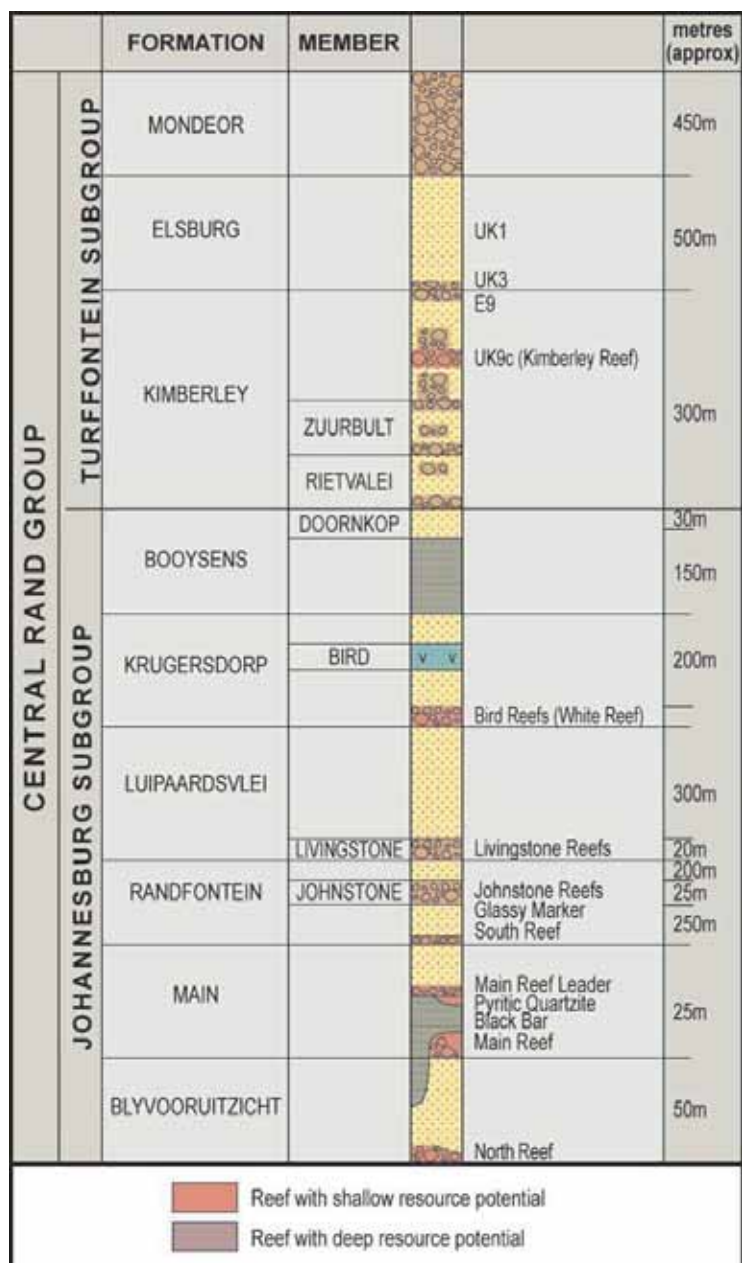 FORMATION MEMBER metres
(approx)
CENTRAL RAND GROUP
TURFFONTEIN SUBGROUP
MONDEOR 450m
ELSBURG UK1 500m
UK3
E9
UK9c (Kimberley Reef)
KIMBERLEY 300m
ZUURBULT
RIETVALEI
JOHANNESBURG SUBGROUP
DOORNKOP 30m
BOOYSENS 150m
BIRD v v
KRUGERSDORP 200m
Bird Reefs (White Reef)
LUIPAARDSVLEI 300m
LIVINGSTONE Livingstone Reefs 20m
200m
RANDFONTEIN JOHNSTONE Johnstone Reefs 25m
Glassy Marker
South Reef 250m
Main Reef Leader
MAIN Pyritic Quartzite
Black Bar 25m
Main Reef
BLYVOORUITZICHT 50m
North Reef
Reef with shallow resource potential
Reef with deep resource potential